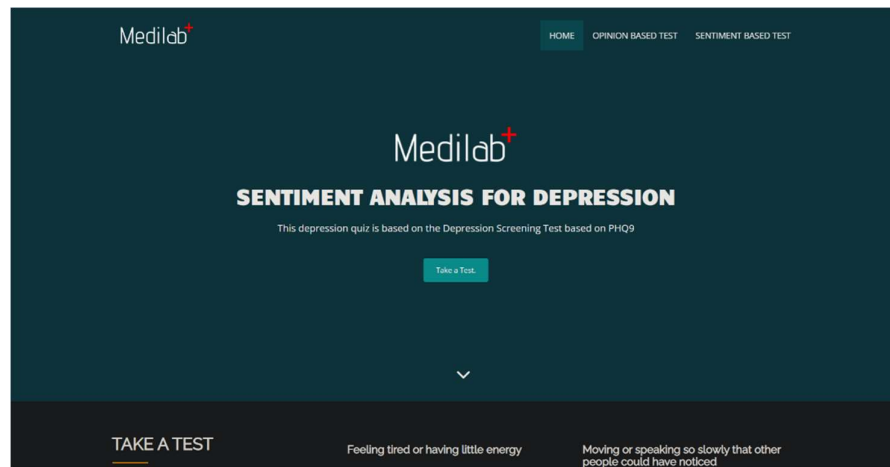 Medilab+
HOME OPINION BASED TEST SENTIMENT BASED TEST
Medilab+
SENTIMENT ANALYSIS FOR DEPRESSION
This depression quiz is based on the Depression Screening Test based on PHQ9
Take a Test.
TAKE A TEST
Feeling tired or having little energy
Moving or speaking so slowly that other
people could have noticed